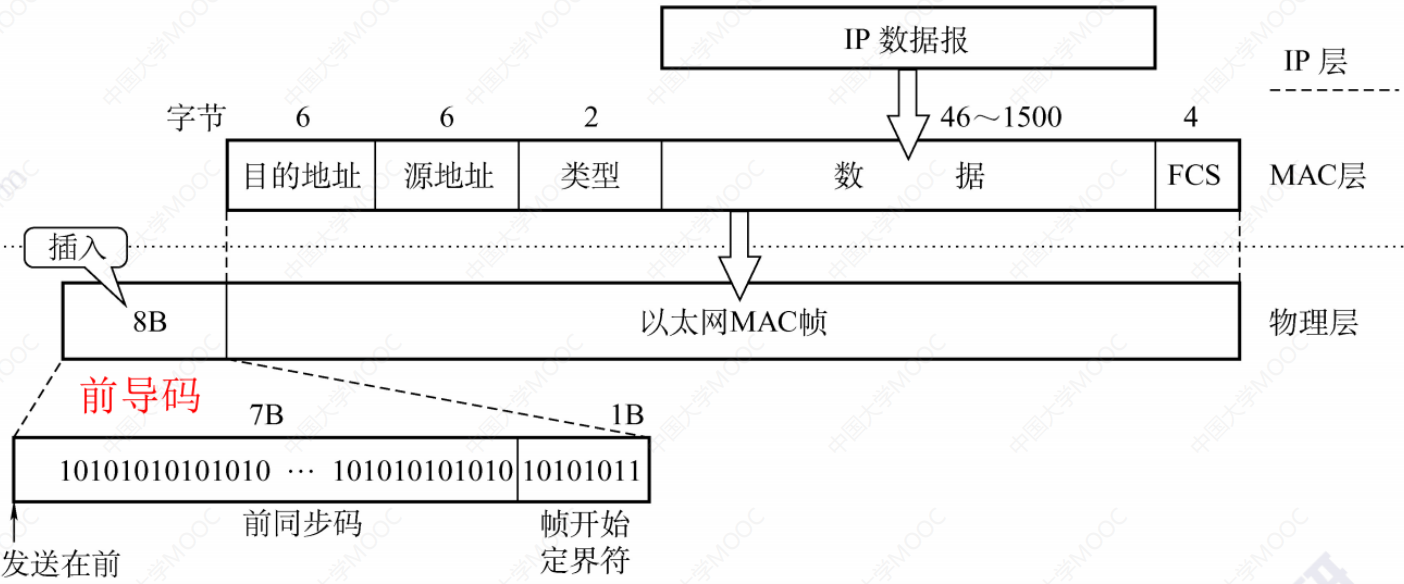 IP 数据报
IP 层
字节 6 6 2 46～1500 4
目的地址 源地址 类型 数 据 FCS MAC层
插入
8B 以太网MAC帧 物理层
前导码
7B 1B
10101010101010 ··· 101010101010 10101011
前同步码 帧开始
定界符
发送在前
中国大学MOOC